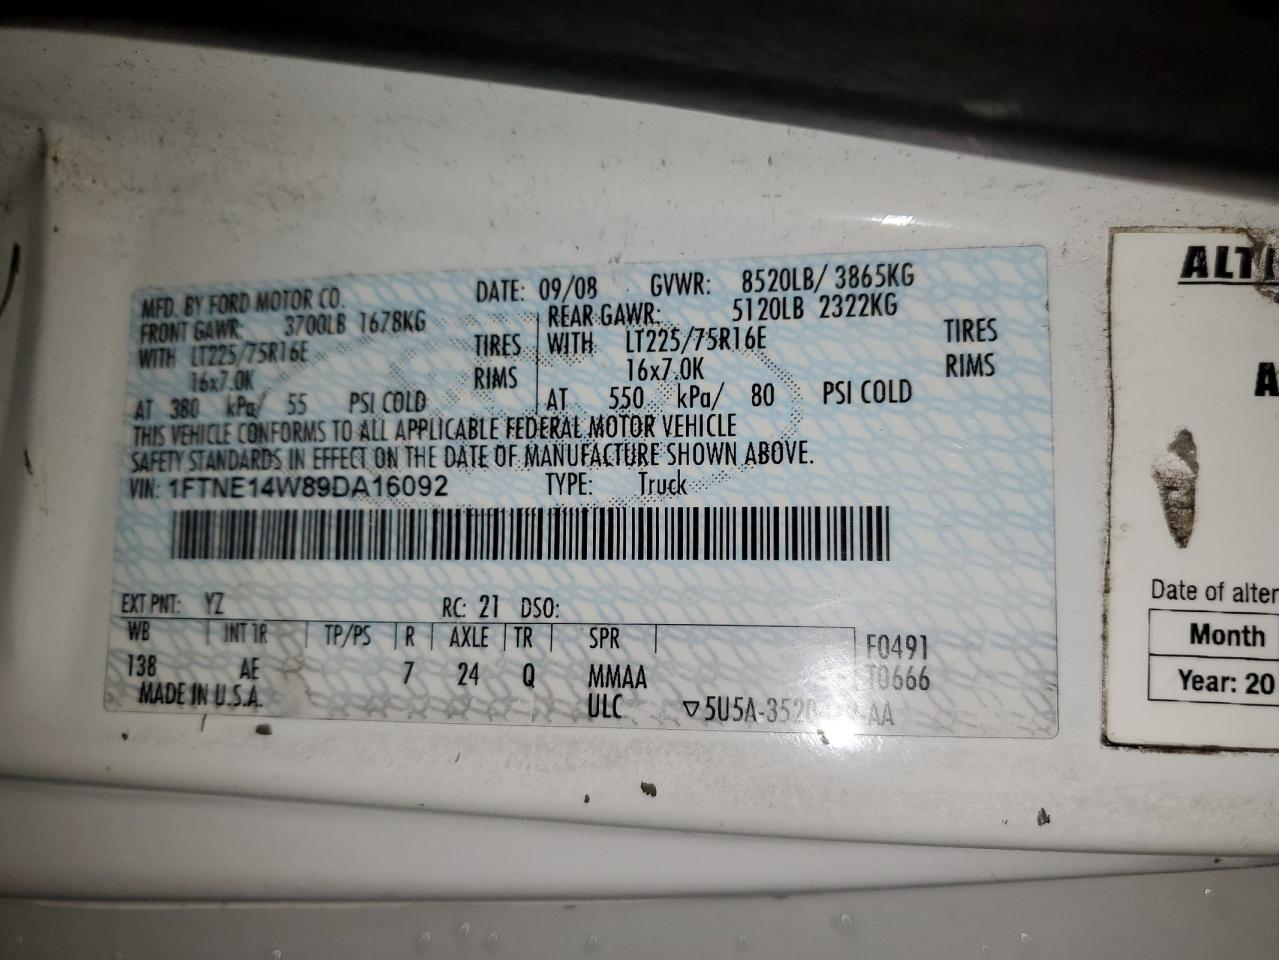 MFD. BY FORD MOTOR CO. DATE: 09/08 GVWR: 8520LB/ 3865KG
FRONT GAWR: 3700LB 1678KG REAR GAWR: 5120LB 2322KG
WITH LT225/75R16E TIRES WITH LT225/75R16E TIRES
16x7.0K RIMS 16x7.0K RIMS
AT 380 kPa/ 55 PSI COLD AT 550 kPa/ 80 PSI COLD
THIS VEHICLE CONFORMS TO ALL APPLICABLE FEDERAL MOTOR VEHICLE
SAFETY STANDARDS IN EFFECT ON THE DATE OF MANUFACTURE SHOWN ABOVE.
VIN: 1FTNE14W89DA16092 TYPE: Truck
EXT PNT: YZ RC: 21 DSO:
WB INT TR TP/PS R AXLE TR SPR F0491
138 AE 7 24 Q MMAA T0666
MADE IN U.S.A. ULC ▽5U5A-3520
AA
Date of
Month
Year: 20